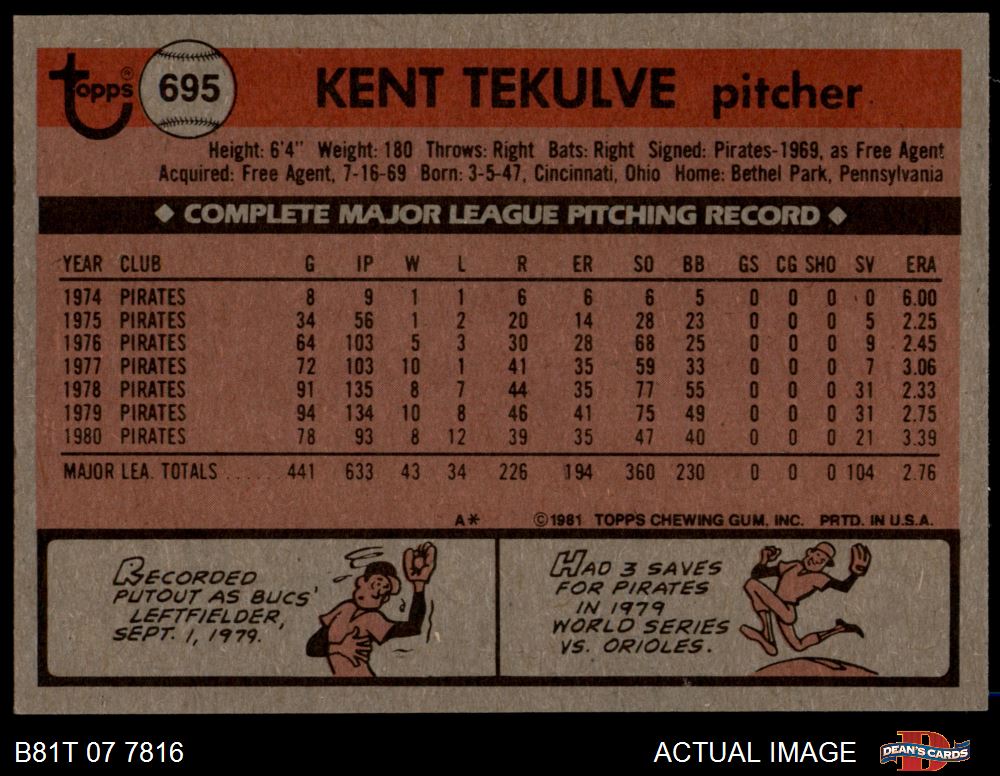 topps® 695 KENT TEKULVE pitcher
Height: 6'4" Weight: 180 Throws: Right Bats: Right Signed: Pirates-1969, as Free Agent
Acquired: Free Agent, 7-16-69 Born: 3-5-47, Cincinnati, Ohio Home: Bethel Park, Pennsylvania
◆ COMPLETE MAJOR LEAGUE PITCHING RECORD ◆
YEAR CLUB G IP W L R ER SO BB GS CG SHO SV ERA
1974 PIRATES 8 9 1 1 6 6 6 5 0 0 0 0 6.00
1975 PIRATES 34 56 1 2 20 14 28 23 0 0 0 5 2.25
1976 PIRATES 64 103 5 3 30 28 68 25 0 0 0 9 2.45
1977 PIRATES 72 103 10 1 41 35 59 33 0 0 0 7 3.06
1978 PIRATES 91 135 8 7 44 35 77 55 0 0 0 31 2.33
1979 PIRATES 94 134 10 8 46 41 75 49 0 0 0 31 2.75
1980 PIRATES 78 93 8 12 39 35 47 40 0 0 0 21 3.39
MAJOR LEA. TOTALS ..... 441 633 43 34 226 194 360 230 0 0 0 104 2.76
A* ©1981 TOPPS CHEWING GUM, INC. PRTD. IN U.S.A.
RECORDED
PUTOUT AS BUCS'
LEFTFIELDER,
SEPT. 1, 1979.
HAD 3 SAVES
FOR PIRATES
IN 1979
WORLD SERIES
VS. ORIOLES.
B81T 07 7816 ACTUAL IMAGE DEAN'S CARDS